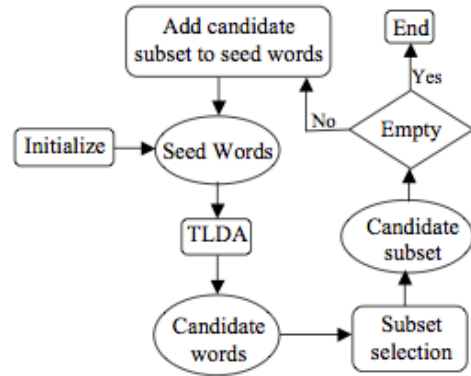 Add candidate
subset to seed words
End
Yes
No
Empty
Initialize
Seed Words
TLDA
Candidate
subset
Candidate
words
Subset
selection